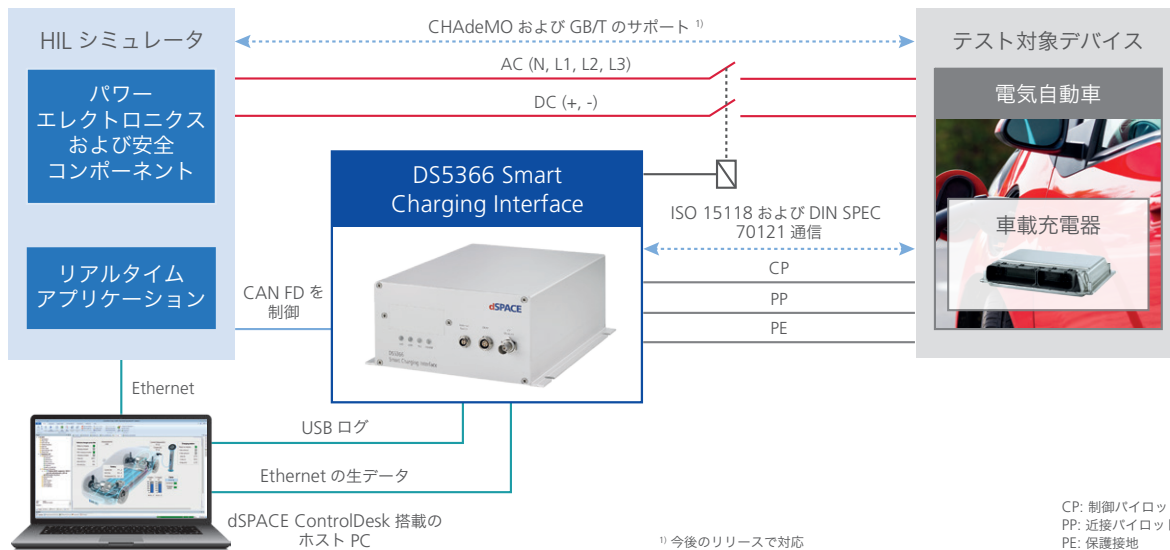 HIL シミュレータ
パワー
エレクトロニクス
および安全
コンポーネント
リアルタイム
アプリケーション
CHAdeMO および GB/T のサポート 1)
AC (N, L1, L2, L3)
DC (+, -)
DS5366 Smart
Charging Interface
dSPACE
DS5366
Smart Charging Interface
CAN FD を
制御
ISO 15118 および DIN SPEC
70121 通信
CP
PP
PE
テスト対象デバイス
電気自動車
車載充電器
Ethernet
USB ログ
Ethernet の生データ
dSPACE ControlDesk 搭載の
ホスト PC
1) 今後のリリースで対応
CP: 制御パイロッ
PP: 近接パイロット
PE: 保護接地